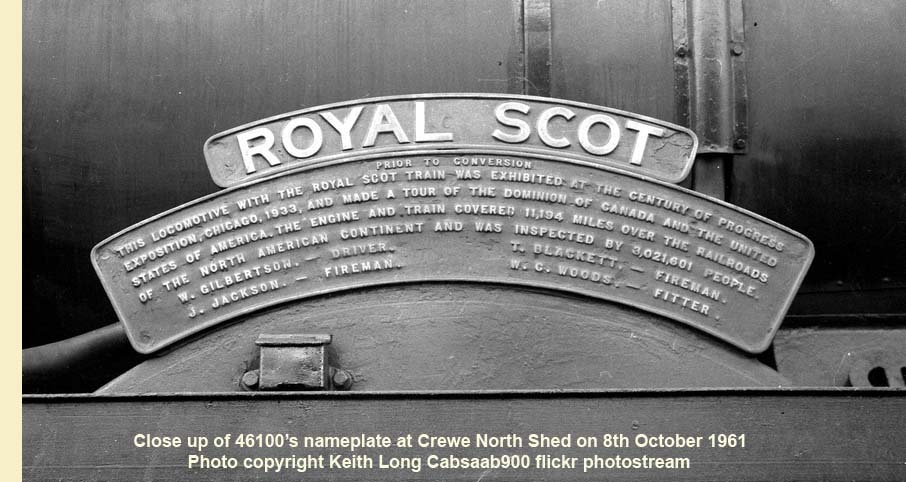 ROYAL SCOT
PRIOR TO CONVERSION
THIS LOCOMOTIVE WITH THE ROYAL SCOT TRAIN WAS EXHIBITED AT THE CENTURY OF PROGRESS
EXPOSITION, CHICAGO, 1933, AND MADE A TOUR OF THE DOMINION OF CANADA AND THE UNITED
STATES OF AMERICA. THE ENGINE AND TRAIN COVERED 11,194 MILES OVER THE RAILROADS
OF THE NORTH AMERICAN CONTINENT AND WAS INSPECTED BY 3,021,601 PEOPLE.
W. GILBERTSON. — DRIVER. T. BLACKETT. — FIREMAN.
J. JACKSON. — FIREMAN. W. C. WOODS. — FITTER.
Close up of 46100's nameplate at Crewe North Shed on 8th October 1961
Photo copyright Keith Long Cabsaab900 flickr photostream